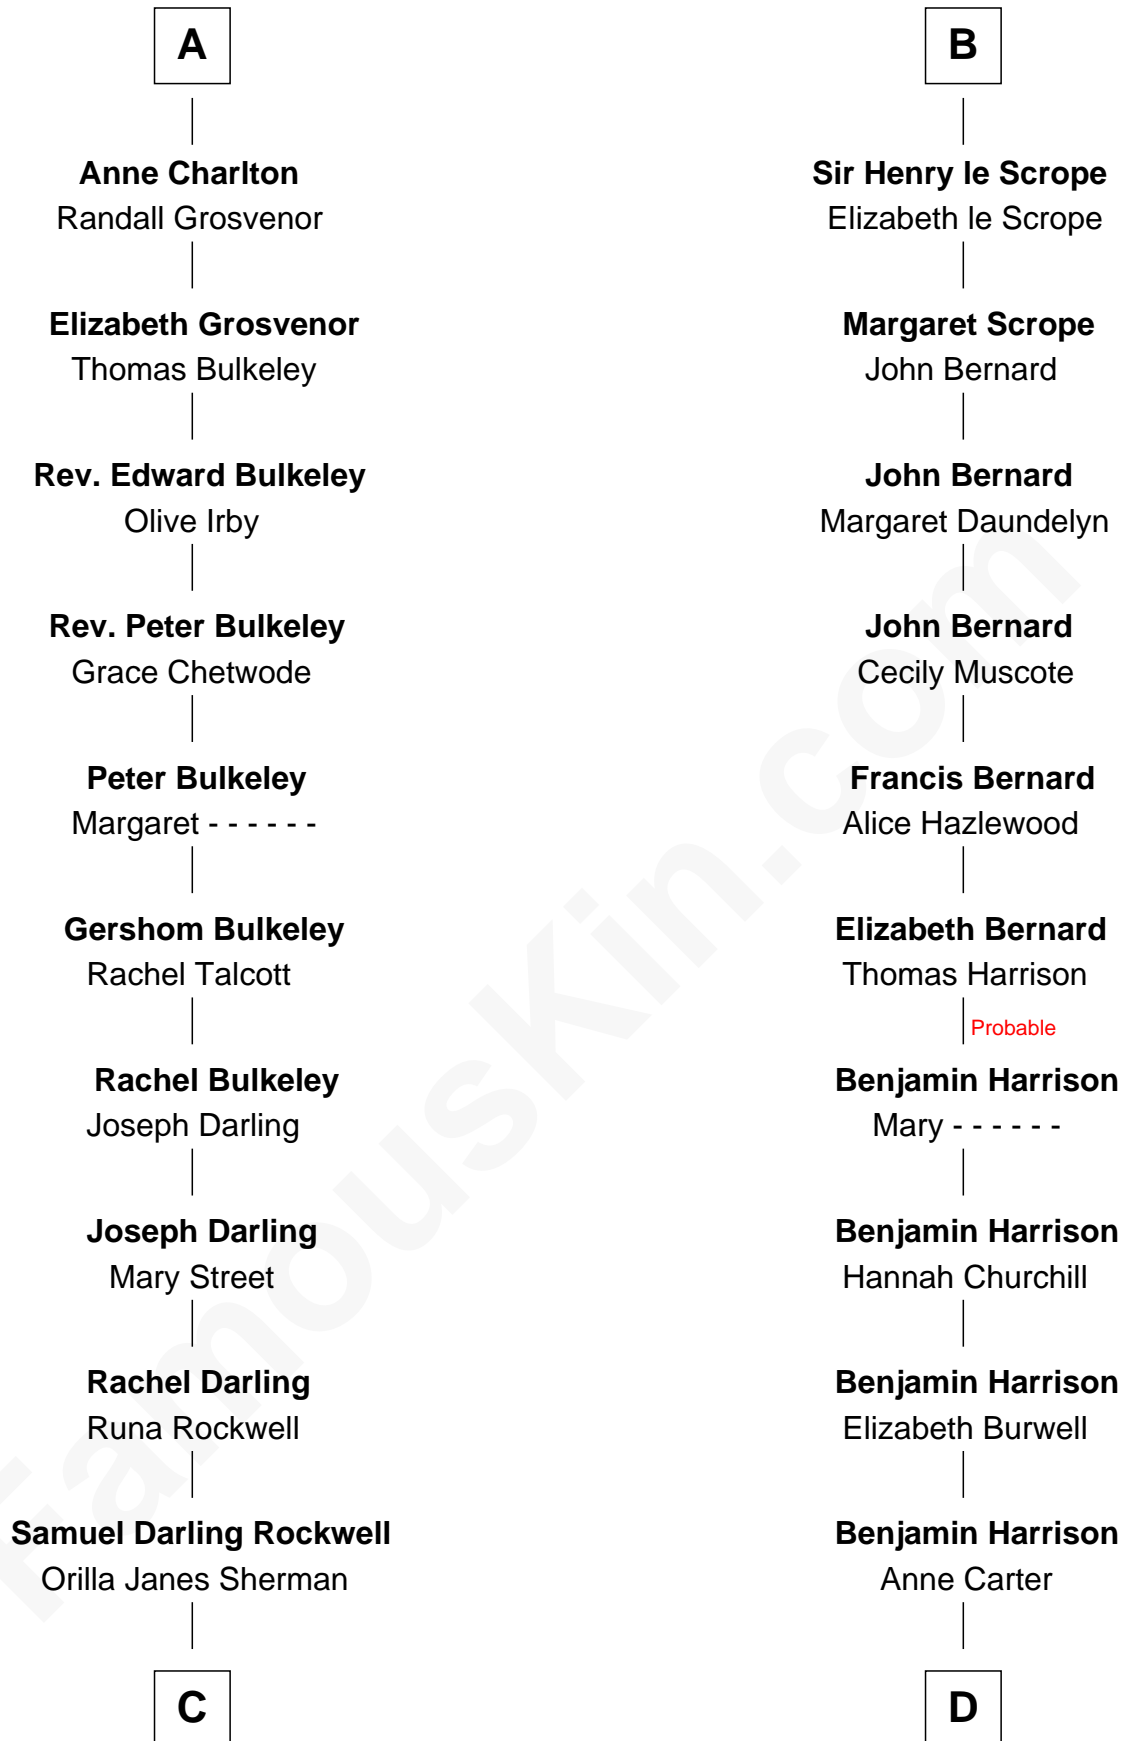 A
Anne Charlton
Randall Grosvenor
Elizabeth Grosvenor
Thomas Bulkeley
Rev. Edward Bulkeley
Olive Irby
Rev. Peter Bulkeley
Grace Chetwode
Peter Bulkeley
Margaret - - - - - -
Gershom Bulkeley
Rachel Talcott
Rachel Bulkeley
Joseph Darling
Joseph Darling
Mary Street
Rachel Darling
Runa Rockwell
Samuel Darling Rockwell
Orilla Janes Sherman
C
B
Sir Henry le Scrope
Elizabeth le Scrope
Margaret Scrope
John Bernard
John Bernard
Margaret Daundelyn
John Bernard
Cecily Muscote
Francis Bernard
Alice Hazlewood
Elizabeth Bernard
Thomas Harrison
Probable
Benjamin Harrison
Mary - - - - - -
Benjamin Harrison
Hannah Churchill
Benjamin Harrison
Elizabeth Burwell
Benjamin Harrison
Anne Carter
D
FamousKin.com